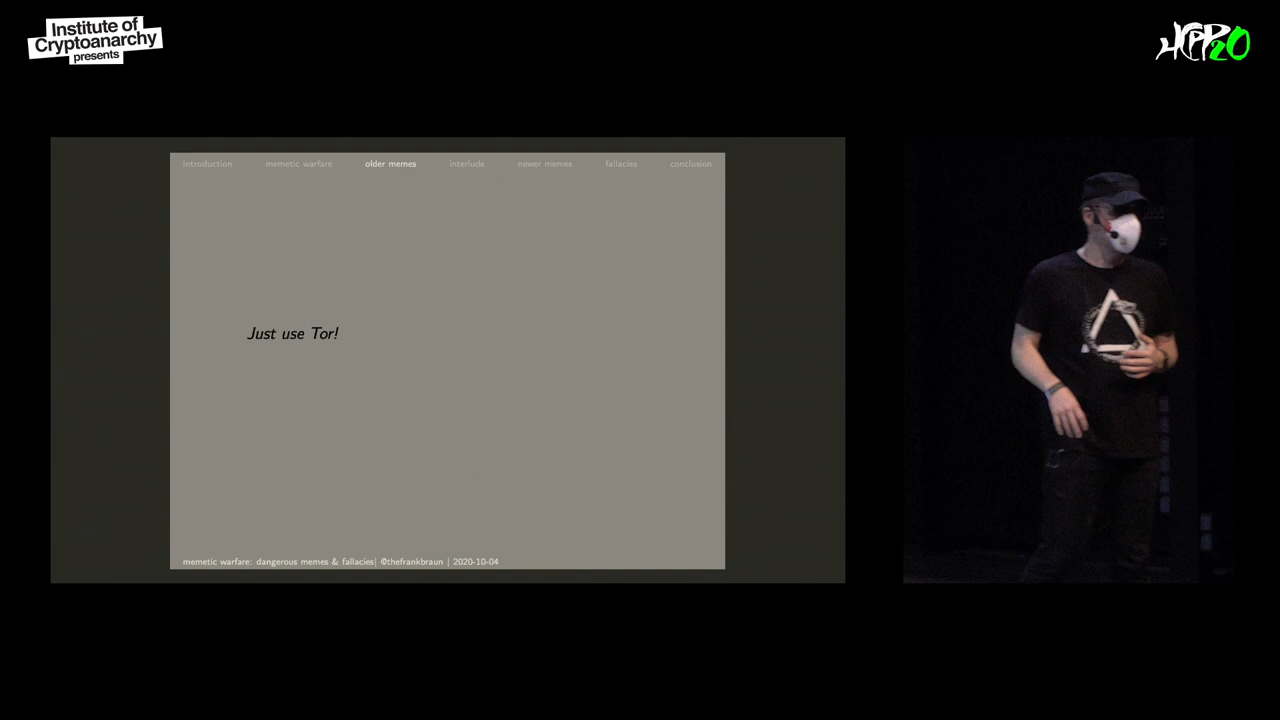 Institute of
Cryptoanarchy
presents
HCPP20
introduction memetic warfare older memes interlude newer memes fallacies conclusion
Just use Tor!
memetic warfare: dangerous memes & fallacies| @thefrankbraun | 2020-10-04